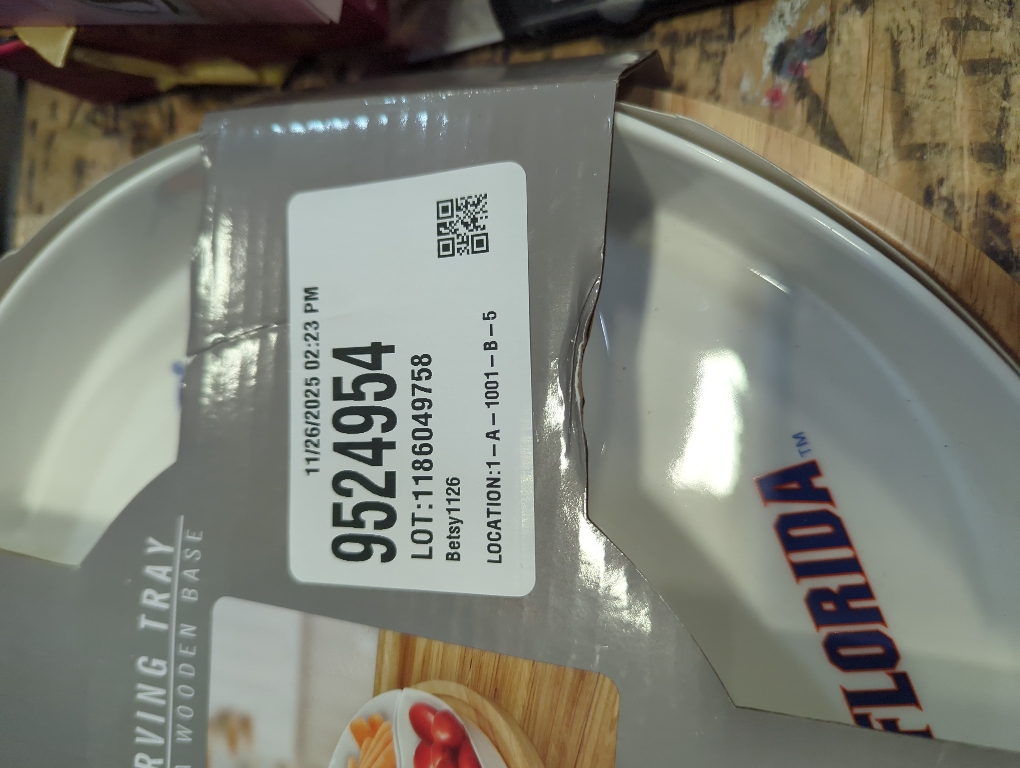 11/26/2025 02:23 PM
9524954
LOT:1186049758
Betsy1126
LOCATION:1-A-1001-B-5
RVING TRAY
WOODEN BASE
FLORIDA™